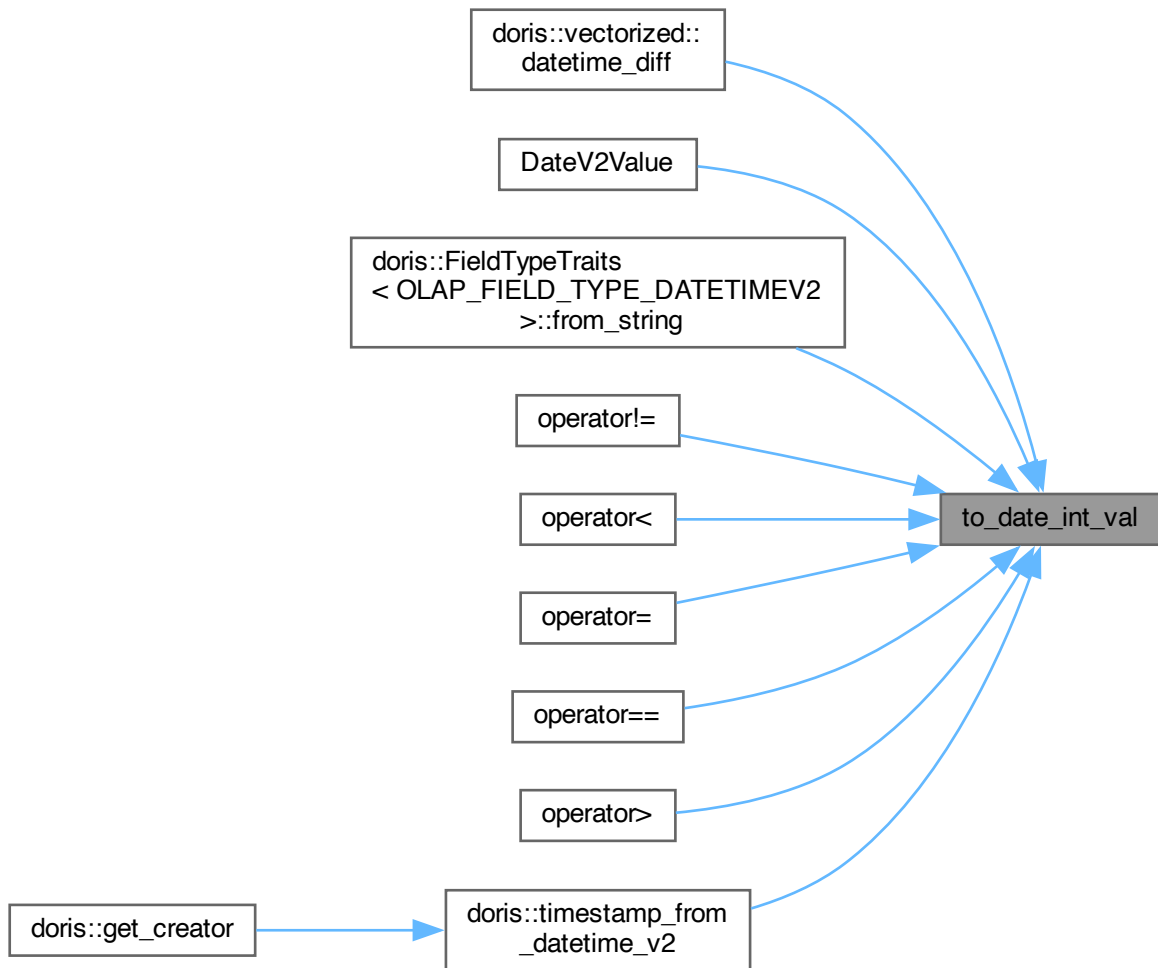 doris::vectorized::
datetime_diff
DateV2Value
doris::FieldTypeTraits
< OLAP_FIELD_TYPE_DATETIMEV2
>::from_string
operator!=
operator<
to_date_int_val
operator=
operator==
operator>
doris::get_creator
doris::timestamp_from
_datetime_v2